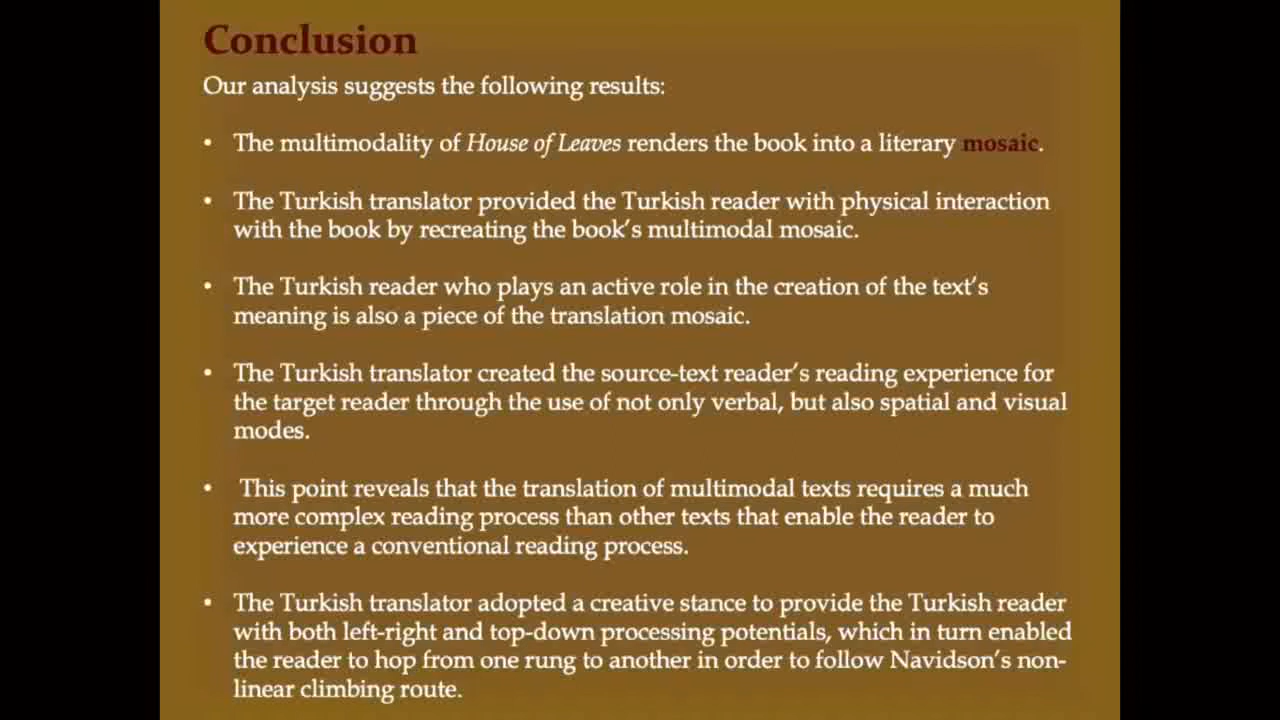 Conclusion
Our analysis suggests the following results:
• The multimodality of House of Leaves renders the book into a literary mosaic.
• The Turkish translator provided the Turkish reader with physical interaction
with the book by recreating the book's multimodal mosaic.
• The Turkish reader who plays an active role in the creation of the text's
meaning is also a piece of the translation mosaic.
• The Turkish translator created the source-text reader's reading experience for
the target reader through the use of not only verbal, but also spatial and visual
modes.
• This point reveals that the translation of multimodal texts requires a much
more complex reading process than other texts that enable the reader to
experience a conventional reading process.
• The Turkish translator adopted a creative stance to provide the Turkish reader
with both left-right and top-down processing potentials, which in turn enabled
the reader to hop from one rung to another in order to follow Navidson's non-
linear climbing route.